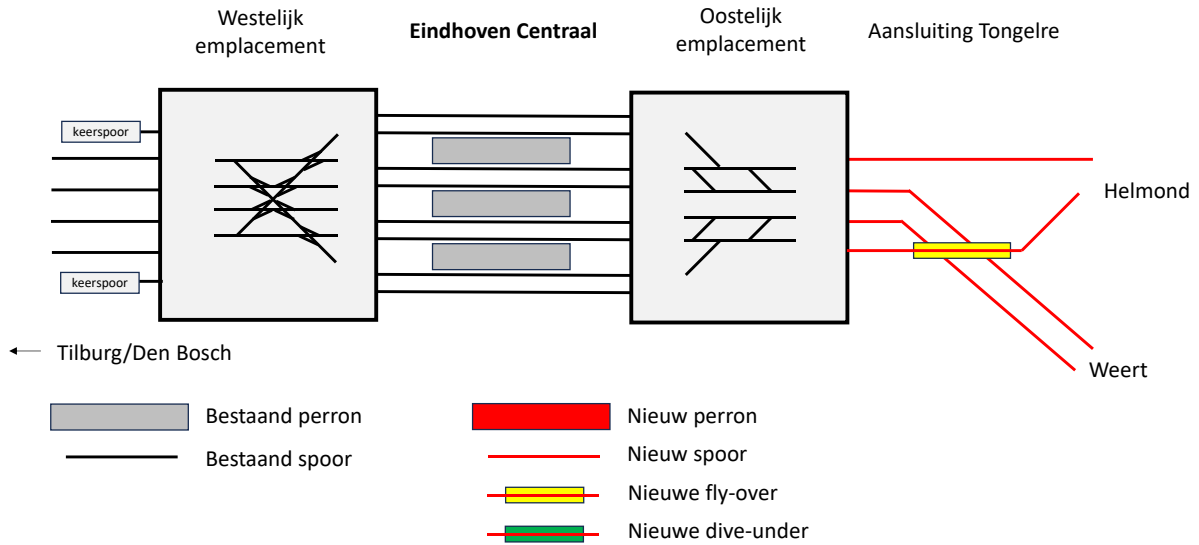 Westelijk
emplacement
Eindhoven Centraal
Oostelijk
emplacement
Aansluiting Tongelre
keerspoor
Helmond
keerspoor
Tilburg/Den Bosch
Weert
Bestaand perron
Nieuw perron
Bestaand spoor
Nieuw spoor
Nieuwe fly-over
Nieuwe dive-under